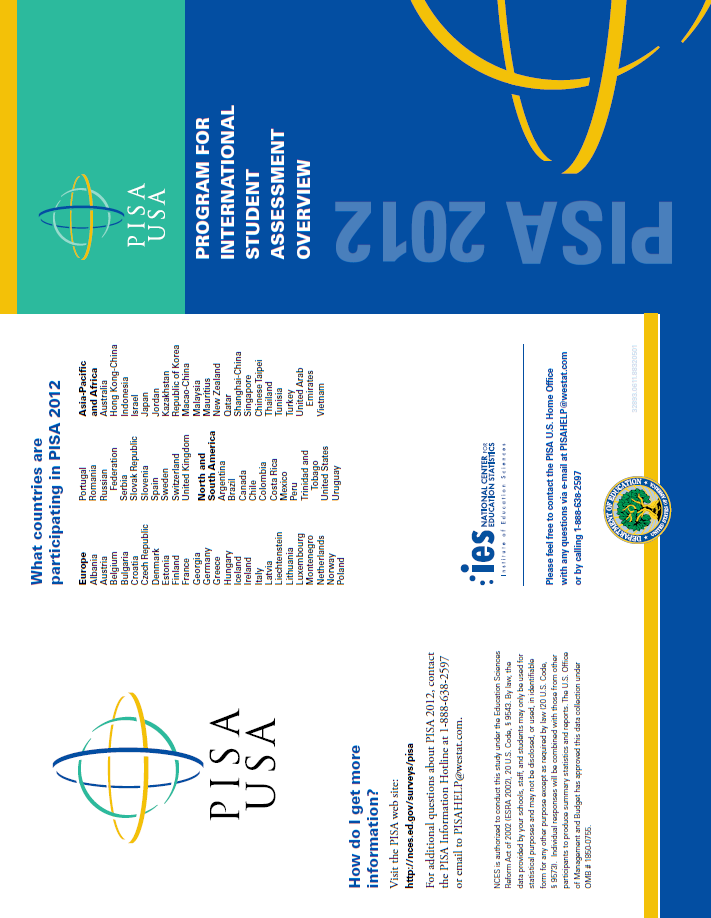 PISA
USA
How do I get more
information?
Visit the PISA web site:
http://nces.ed.gov/surveys/pisa
For additional questions about PISA 2012, contact
the PISA Information Hotline at 1-888-638-2597
or email to PISAHELP@westat.com.
NCES is authorized to conduct this study under the Education Sciences
Reform Act of 2002 (ESRA 2002), 20 U.S. Code, § 9543. By law, the
data provided by your schools, staff, and students may only be used for
statistical purposes and may not be disclosed, or used, in identifiable
form for any other purpose except as required by law (20 U.S. Code,
§ 9573). Individual responses will be combined with those from other
participants to produce summary statistics and reports. The U.S. Office
of Management and Budget has approved this data collection under
OMB # 1850-0755.
What countries are
participating in PISA 2012
Europe
Albania
Austria
Belgium
Bulgaria
Croatia
Czech Republic
Denmark
Estonia
Finland
France
Georgia
Germany
Greece
Hungary
Iceland
Ireland
Italy
Latvia
Liechtenstein
Lithuania
Luxembourg
Montenegro
Netherlands
Norway
Poland
Portugal
Romania
Russian
Federation
Serbia
Slovak Republic
Slovenia
Spain
Sweden
Switzerland
United Kingdom
North and
South America
Argentina
Brazil
Canada
Chile
Colombia
Costa Rica
Mexico
Peru
Trinidad and
Tobago
United States
Uruguay
Asia-Pacific
and Africa
Australia
Hong Kong-China
Indonesia
Israel
Japan
Jordan
Kazakhstan
Republic of Korea
Macao-China
Malaysia
Mauritius
New Zealand
Qatar
Shanghai-China
Singapore
Chinese Taipei
Thailand
Tunisia
Turkey
United Arab
Emirates
Vietnam
ies NATIONAL CENTER FOR
EDUCATION STATISTICS
Institute of Education Sciences
Please feel free to contact the PISA U.S. Home Office
with any questions via e-mail at PISAHELP@westat.com
or by calling 1-888-638-2597
DEPARTMENT OF EDUCATION
UNITED STATES OF AMERICA
PISA
USA
PROGRAM FOR
INTERNATIONAL
STUDENT
ASSESSMENT
OVERVIEW
PISA 2012